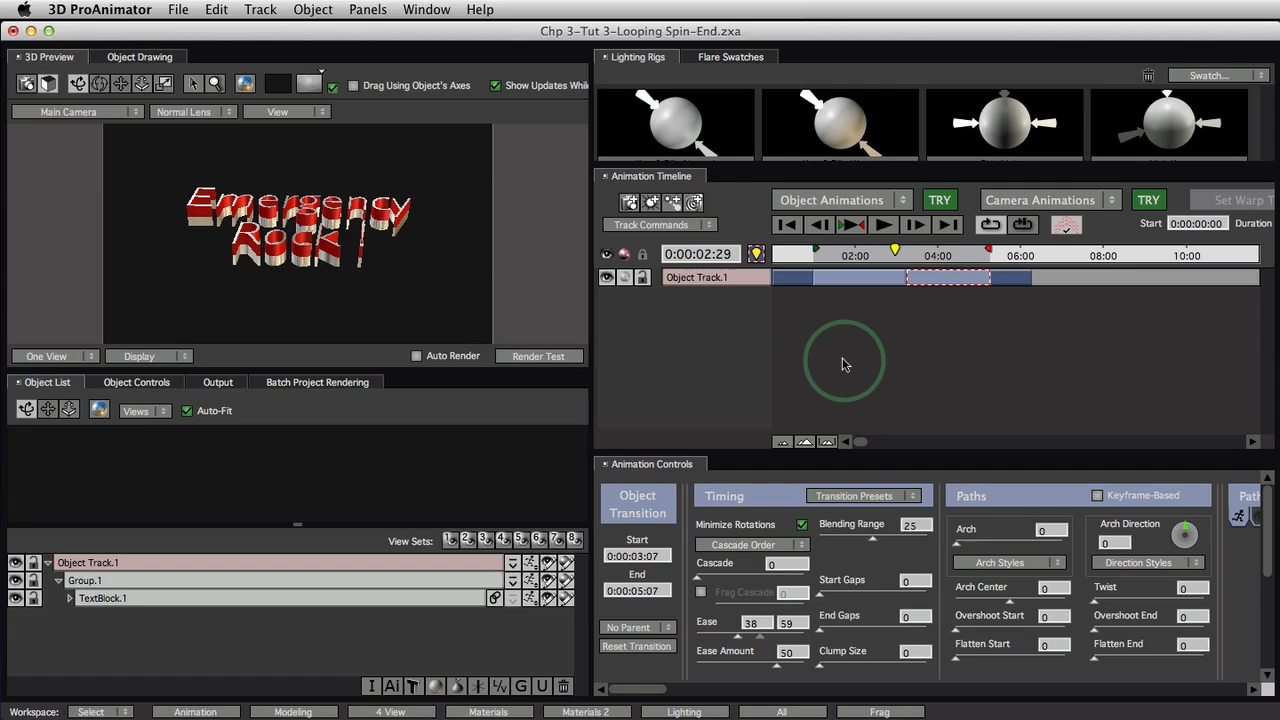 3D ProAnimator File Edit Track Object Panels Window Help
Chp 3-Tut 3-Looping Spin-End.zxa
3D Preview Object Drawing
Drag Using Object's Axes Show Updates Whil
Main Camera Normal Lens View
Emergency
Rock!
One View Display Auto Render Render Test
Object List Object Controls Output Batch Project Rendering
Views Auto-Fit
View Sets: 1 2 3 4 5 6 7 8
Object Track.1
Group.1
TextBlock.1
I Ai T L/V G U
Lighting Rigs Flare Swatches
Swatch...
Animation Timeline
Object Animations TRY Camera Animations TRY Set Warp T
Track Commands Start 0:00:00:00 Duration
0:00:02:29 02:00 04:00 06:00 08:00 10:00
Object Track.1
Animation Controls
Object Transition
Start
0:00:03:07
End
0:00:05:07
No Parent
Reset Transition
Timing Transition Presets
Minimize Rotations Blending Range 25
Cascade Order
Cascade 0 Start Gaps 0
Frag Cascade 0
Ease 38 59 End Gaps 0
Ease Amount 50 Clump Size 0
Paths Keyframe-Based
Arch 0 Arch Direction
0
Arch Styles Direction Styles
Arch Center 0 Twist 0
Overshoot Start 0 Overshoot End 0
Flatten Start 0 Flatten End 0
Path
Workspace: Select Animation Modeling 4 View Materials Materials 2 Lighting All Frag